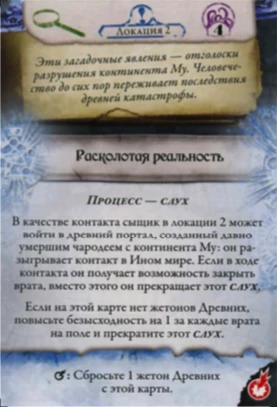 Локация 2
4
Эти загадочные явления — отголоски
разрушения континента Му. Человече-
ство до сих пор переживает последствия
древней катастрофы.
Расколотая реальность
Процесс — слух
В качестве контакта сыщик в локации 2 может
войти в древний портал, созданный давно
умершим чародеем с континента Му: он ра-
зыгрывает контакт в Ином мире. Если в ходе
контакта он получает возможность закрыть
врата, вместо этого он прекращает этот слух.
Если на этой карте нет жетонов Древних,
повысьте безысходность на 1 за каждые врата
на поле и прекратите этот слух.
: Сбросьте 1 жетон Древних
с этой карты.